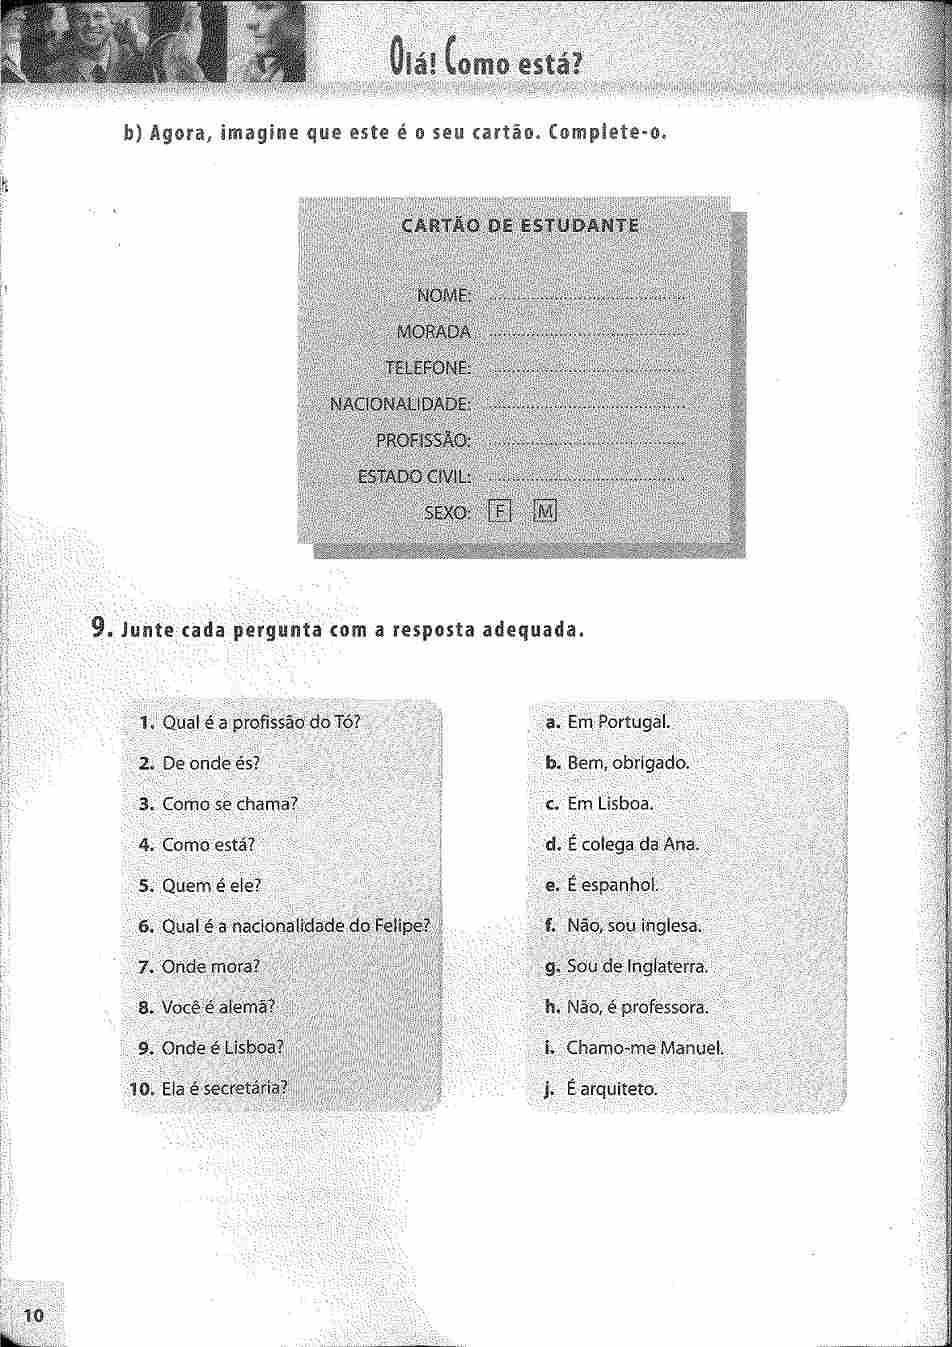 Olá! Como está?
b) Agora, imagine que este é o seu cartão. Complete-o.
CARTÃO DE ESTUDANTE
NOME: ..........................................
MORADA ..........................................
TELEFONE: ..........................................
NACIONALIDADE: ..........................................
PROFISSÃO: ..........................................
ESTADO CIVIL: ..........................................
SEXO: F M
9. Junte cada pergunta com a resposta adequada.
1. Qual é a profissão do Tó?
2. De onde és?
3. Como se chama?
4. Como está?
5. Quem é ele?
6. Qual é a nacionalidade do Felipe?
7. Onde mora?
8. Você é alemã?
9. Onde é Lisboa?
10. Ela é secretária?
a. Em Portugal.
b. Bem, obrigado.
c. Em Lisboa.
d. É colega da Ana.
e. É espanhol.
f. Não, sou inglesa.
g. Sou de Inglaterra.
h. Não, é professora.
i. Chamo-me Manuel.
j. É arquiteto.
10